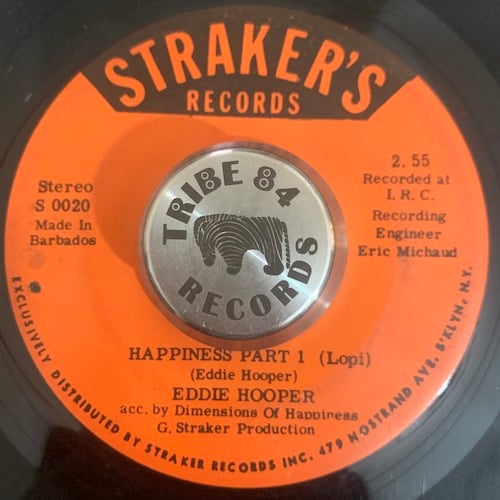 STRAKER'S
RECORDS
Stereo
S 0020
Made In
Barbados
2.55
Recorded at
I. R. C.
Recording
Engineer
Eric Michaud
TRIBE 84
RECORDS
HAPPINESS PART 1 (Lopi)
(Eddie Hooper)
EDDIE HOOPER
acc. by Dimensions Of Happiness
G. Straker Production
EXCLUSIVELY DISTRIBUTED BY STRAKER RECORDS INC. 479 NOSTRAND AVE. B'KLYN, N.Y.